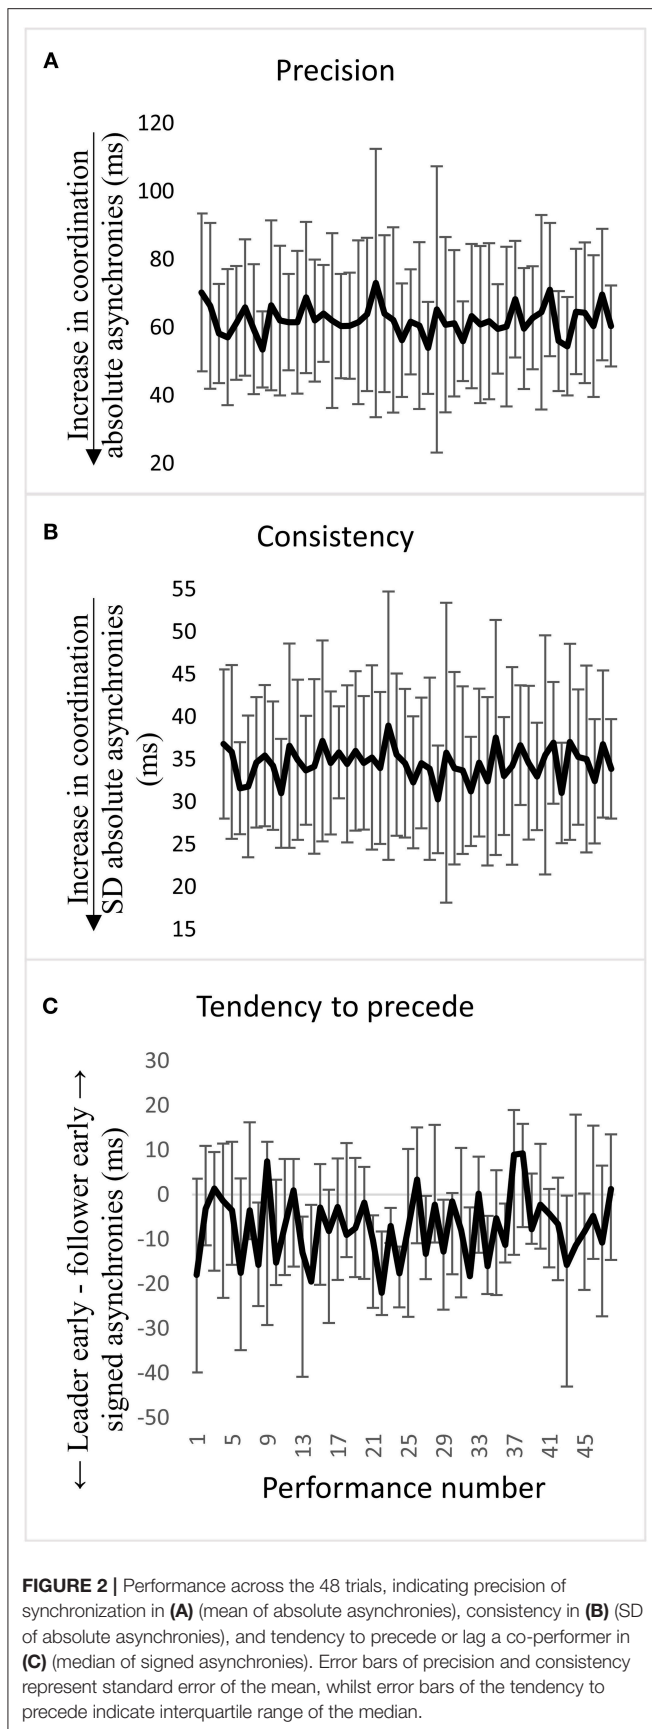 A
Precision
Increase in coordination
absolute asynchronies (ms)
120
100
80
60
40
20
B
Consistency
Increase in coordination
SD absolute asynchronies
(ms)
55
50
45
40
35
30
25
20
15
C
Tendency to precede
← Leader early - follower early →
signed asynchronies (ms)
30
20
10
0
-10
-20
-30
-40
-50
1 5 9 13 17 21 25 29 33 37 41 45
Performance number
FIGURE 2 | Performance across the 48 trials, indicating precision of
synchronization in (A) (mean of absolute asynchronies), consistency in (B) (SD
of absolute asynchronies), and tendency to precede or lag a co-performer in
(C) (median of signed asynchronies). Error bars of precision and consistency
represent standard error of the mean, whilst error bars of the tendency to
precede indicate interquartile range of the median.